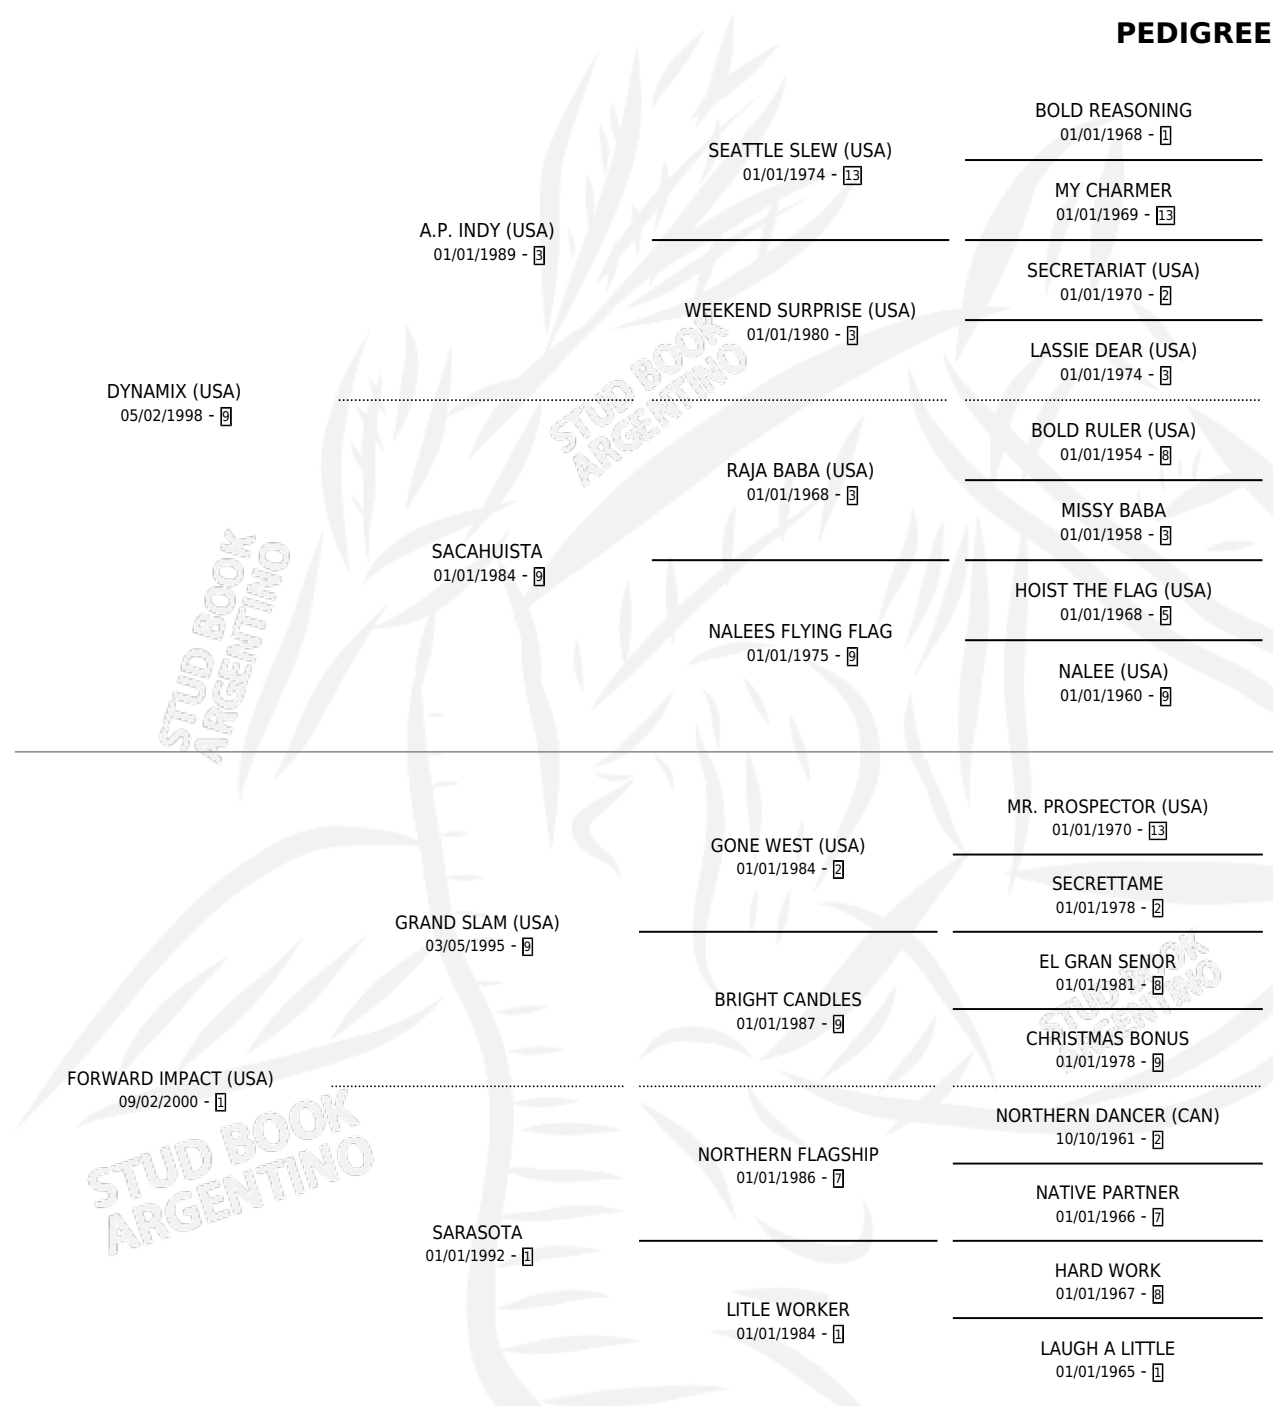 PEDIGREE
BOLD REASONING
01/01/1968 - 1
SEATTLE SLEW (USA)
01/01/1974 - 13
MY CHARMER
01/01/1969 - 13
A.P. INDY (USA)
01/01/1989 - 3
SECRETARIAT (USA)
01/01/1970 - 2
WEEKEND SURPRISE (USA)
01/01/1980 - 3
LASSIE DEAR (USA)
01/01/1974 - 3
DYNAMIX (USA)
05/02/1998 - 9
BOLD RULER (USA)
01/01/1954 - 8
RAJA BABA (USA)
01/01/1968 - 3
MISSY BABA
01/01/1958 - 3
SACAHUISTA
01/01/1984 - 9
HOIST THE FLAG (USA)
01/01/1968 - 5
NALEES FLYING FLAG
01/01/1975 - 9
NALEE (USA)
01/01/1960 - 9
MR. PROSPECTOR (USA)
01/01/1970 - 13
GONE WEST (USA)
01/01/1984 - 2
SECRETTAME
01/01/1978 - 2
GRAND SLAM (USA)
03/05/1995 - 9
EL GRAN SENOR
01/01/1981 - 8
BRIGHT CANDLES
01/01/1987 - 9
CHRISTMAS BONUS
01/01/1978 - 9
FORWARD IMPACT (USA)
09/02/2000 - 1
NORTHERN DANCER (CAN)
10/10/1961 - 2
NORTHERN FLAGSHIP
01/01/1986 - 7
NATIVE PARTNER
01/01/1966 - 7
SARASOTA
01/01/1992 - 1
HARD WORK
01/01/1967 - 8
LITLE WORKER
01/01/1984 - 1
LAUGH A LITTLE
01/01/1965 - 1
STUD BOOK
ARGENTINO
STUD BOOK
ARGENTINO
STUD BOOK
ARGENTINO
STUD BOOK
ARGENTINO